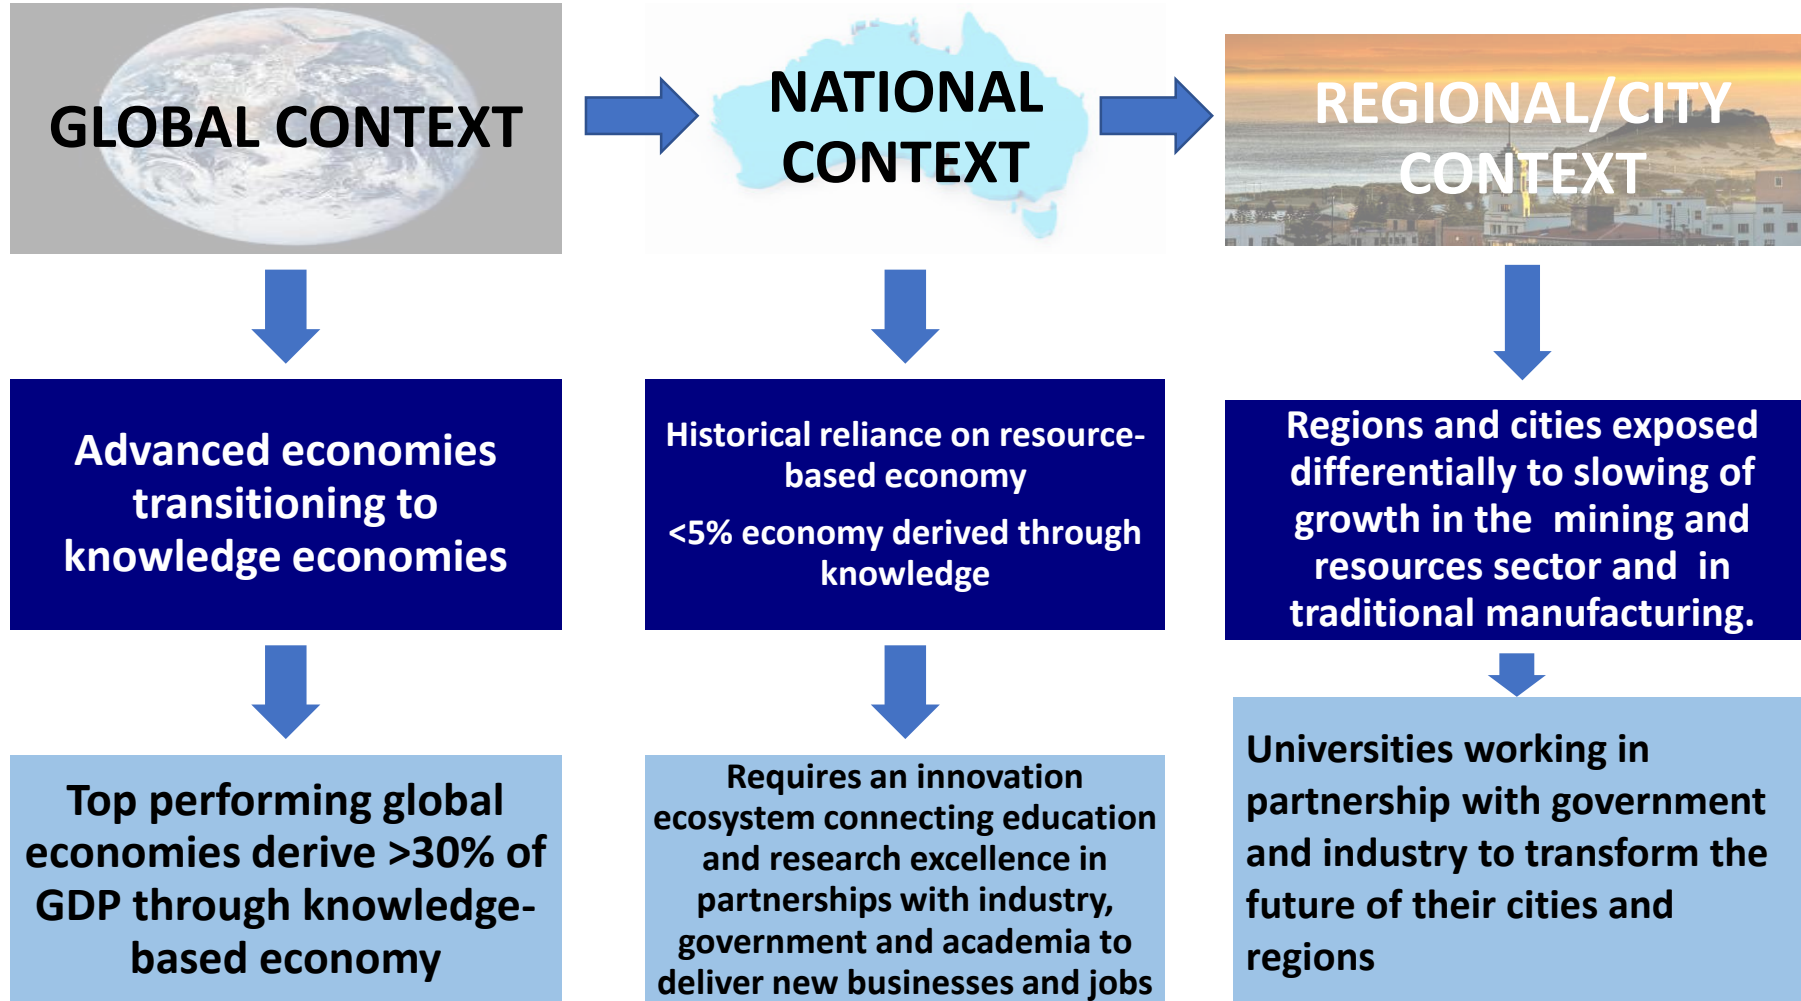 GLOBAL CONTEXT
NATIONAL
CONTEXT
REGIONAL/CITY
CONTEXT
Advanced economies
transitioning to
knowledge economies
Historical reliance on resource-
based economy
<5% economy derived through
knowledge
Regions and cities exposed
differentially to slowing of
growth in the  mining and
resources sector and  in
traditional manufacturing.
Top performing global
economies derive >30% of
GDP through knowledge-
based economy
Requires an innovation
ecosystem connecting education
and research excellence in
partnerships with industry,
government and academia to
deliver new businesses and jobs
Universities working in
partnership with government
and industry to transform the
future of their cities and
regions